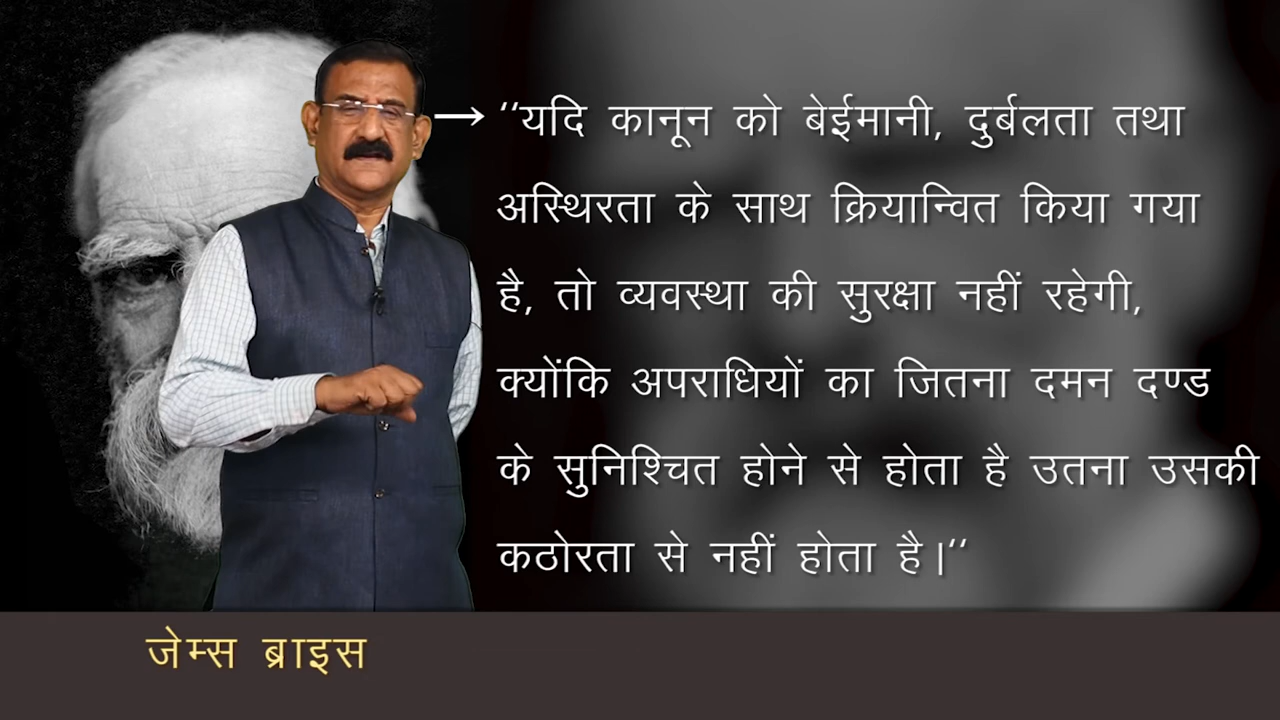 → ‘‘यदि कानून को बेईमानी, दुर्बलता तथा
अस्थिरता के साथ क्रियान्वित किया गया
है, तो व्यवस्था की सुरक्षा नहीं रहेगी,
क्योंकि अपराधियों का जितना दमन दण्ड
के सुनिश्चित होने से होता है उतना उसकी
कठोरता से नहीं होता है|‘‘
जेम्स ब्राइस